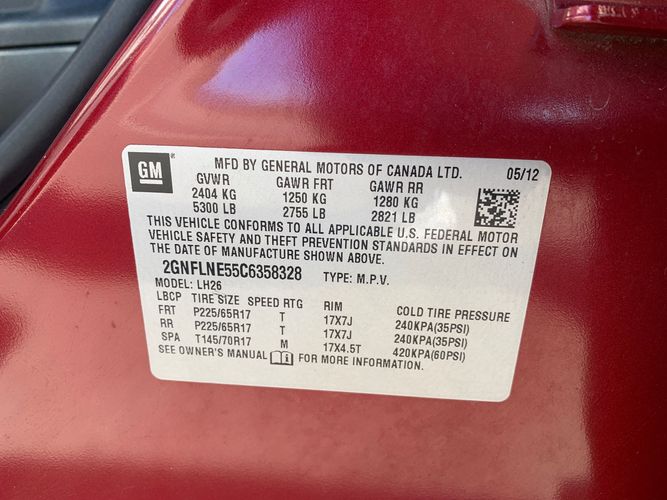 GM
MFD BY GENERAL MOTORS OF CANADA LTD. 05/12
GVWR GAWR FRT GAWR RR
2404 KG 1250 KG 1280 KG
5300 LB 2755 LB 2821 LB
THIS VEHICLE CONFORMS TO ALL APPLICABLE U.S. FEDERAL MOTOR
VEHICLE SAFETY AND THEFT PREVENTION STANDARDS IN EFFECT ON
THE DATE OF MANUFACTURE SHOWN ABOVE.
2GNFLNE55C6358328 TYPE: M.P.V.
MODEL: LH26
LBCP TIRE SIZE SPEED RTG RIM COLD TIRE PRESSURE
FRT P225/65R17 T 17X7J 240KPA(35PSI)
RR P225/65R17 T 17X7J 240KPA(35PSI)
SPA T145/70R17 M 17X4.5T 420KPA(60PSI)
SEE OWNER'S MANUAL FOR MORE INFORMATION.